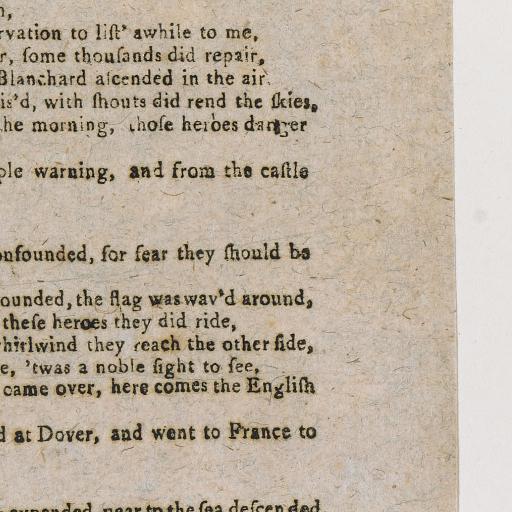 rvation to liſt' awhile to me,
r, ſome thouſands did repair,
Blanchard aſcended in the air.
is'd, with ſhouts did rend the ſkies,
the morning, thoſe heroes danger
ple warning, and from the caſtle
onfounded, for fear they ſhould be
ounded, the flag was wav'd around,
theſe heroes they did ride,
whirlwind they reach the other ſide,
e, 'twas a noble ſight to ſee,
came over, here comes the Engliſh
d at Dover, and went to France to
expanded, near to the ſea deſcended